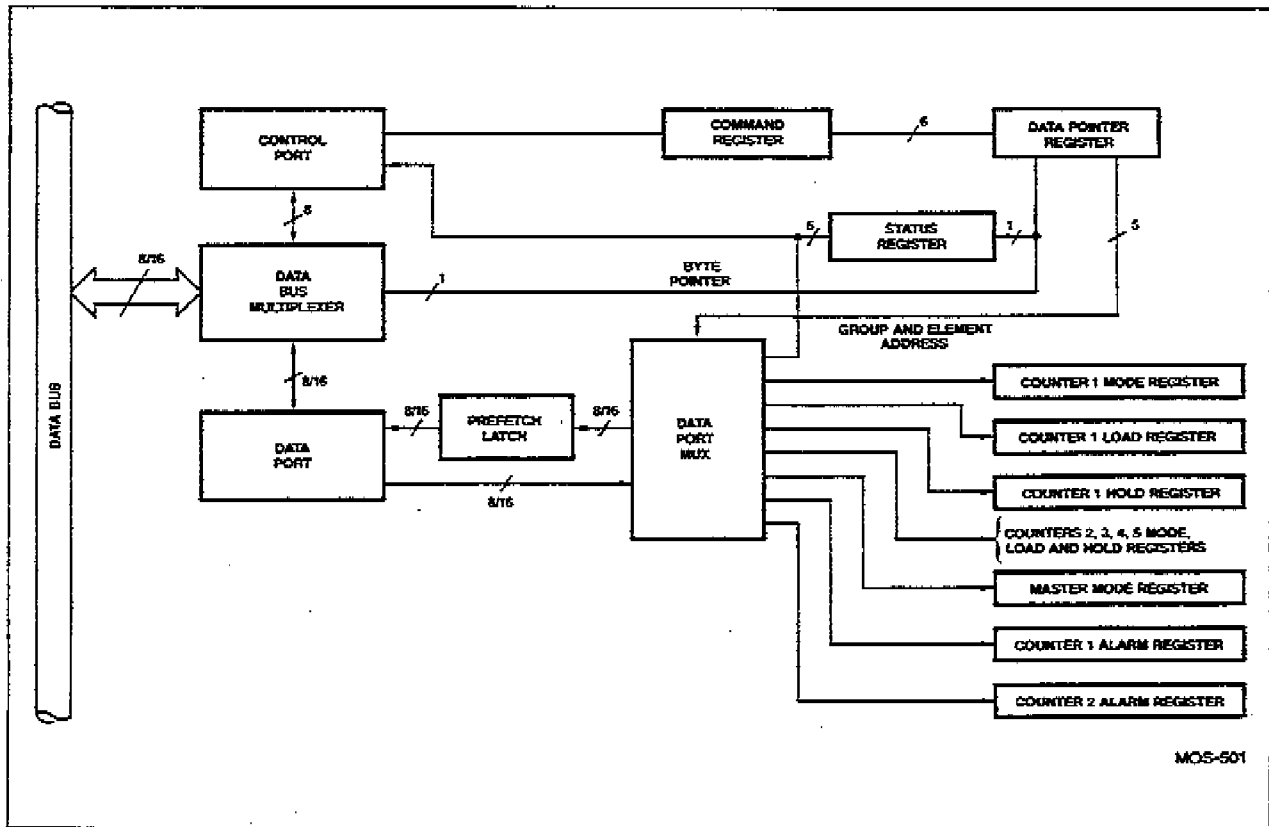 CONTROL
PORT
COMMAND
REGISTER
6
DATA POINTER
REGISTER
8
5
STATUS
REGISTER
1
5
8/16
DATA
BUS
MULTIPLEXER
1
BYTE
POINTER
GROUP AND ELEMENT
ADDRESS
DATA BUS
8/16
DATA
PORT
8/16
PREFETCH
LATCH
8/16
8/16
DATA
PORT
MUX
COUNTER 1 MODE REGISTER
COUNTER 1 LOAD REGISTER
COUNTER 1 HOLD REGISTER
COUNTERS 2, 3, 4, 5 MODE,
LOAD AND HOLD REGISTERS
MASTER MODE REGISTER
COUNTER 1 ALARM REGISTER
COUNTER 2 ALARM REGISTER
MOS-501